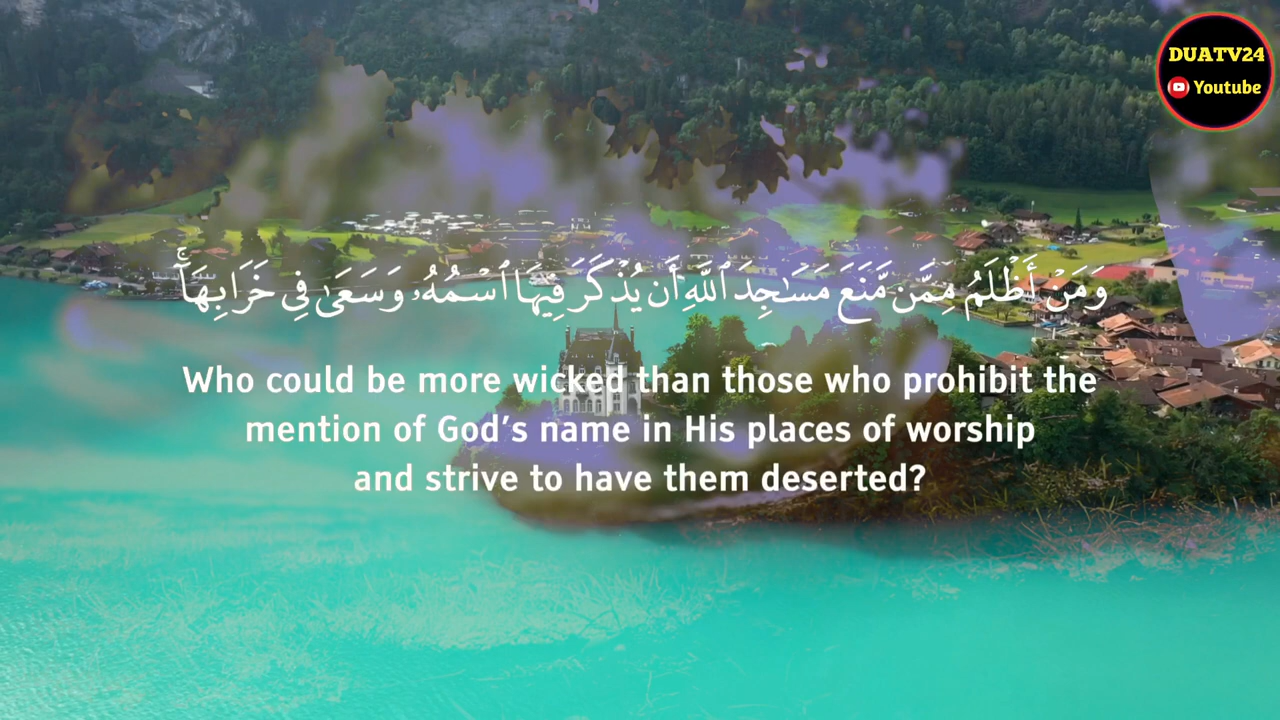 DUATV24
Youtube
وَمَنْ أَظْلَمُ مِمَّن مَّنَعَ مَسَـٰجِدَ ٱللَّهِ أَن يُذْكَرَ فِيهَا ٱسْمُهُۥ وَسَعَىٰ فِى خَرَابِهَآ ۚ
Who could be more wicked than those who prohibit the
mention of God’s name in His places of worship
and strive to have them deserted?